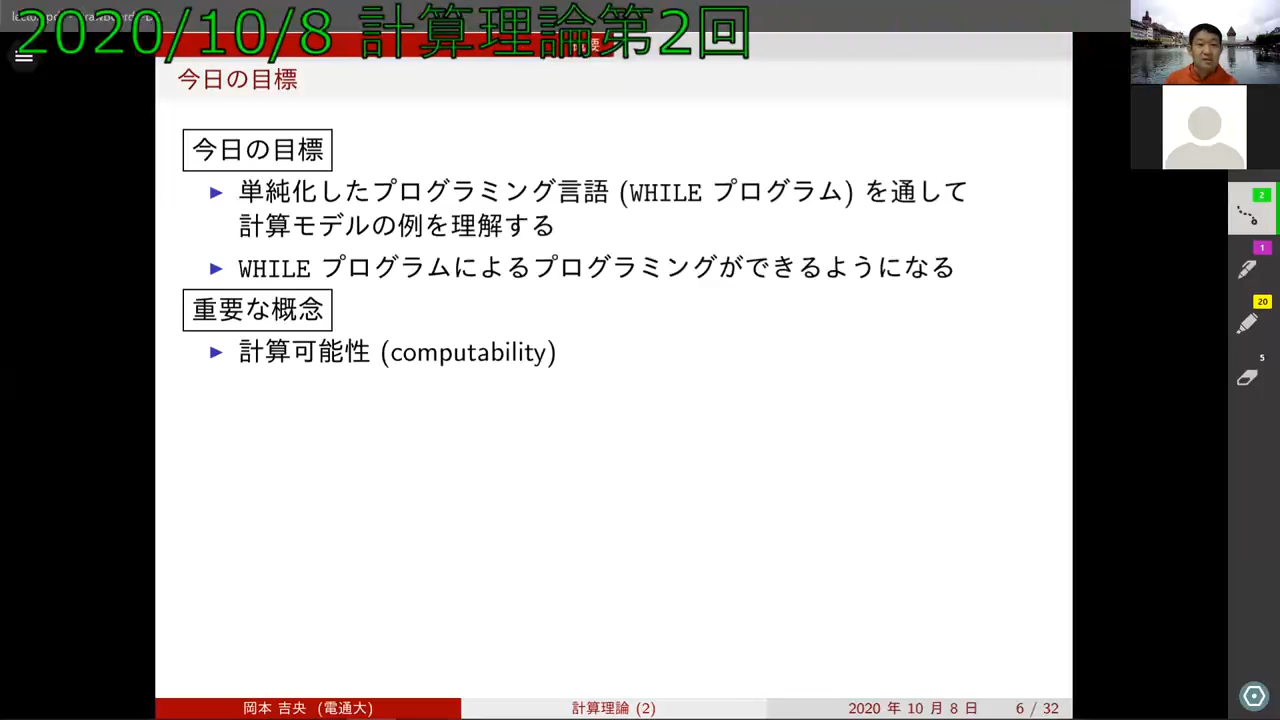 2020/10/8 計算理論第2回
今日の目標
今日の目標
▶ 単純化したプログラミング言語 (WHILE プログラム) を通して
計算モデルの例を理解する
▶ WHILE プログラムによるプログラミングができるようになる
重要な概念
▶ 計算可能性 (computability)
2
1
20
5
岡本 吉央 (電通大)
計算理論 (2)
2020 年 10 月 8 日
6 / 32